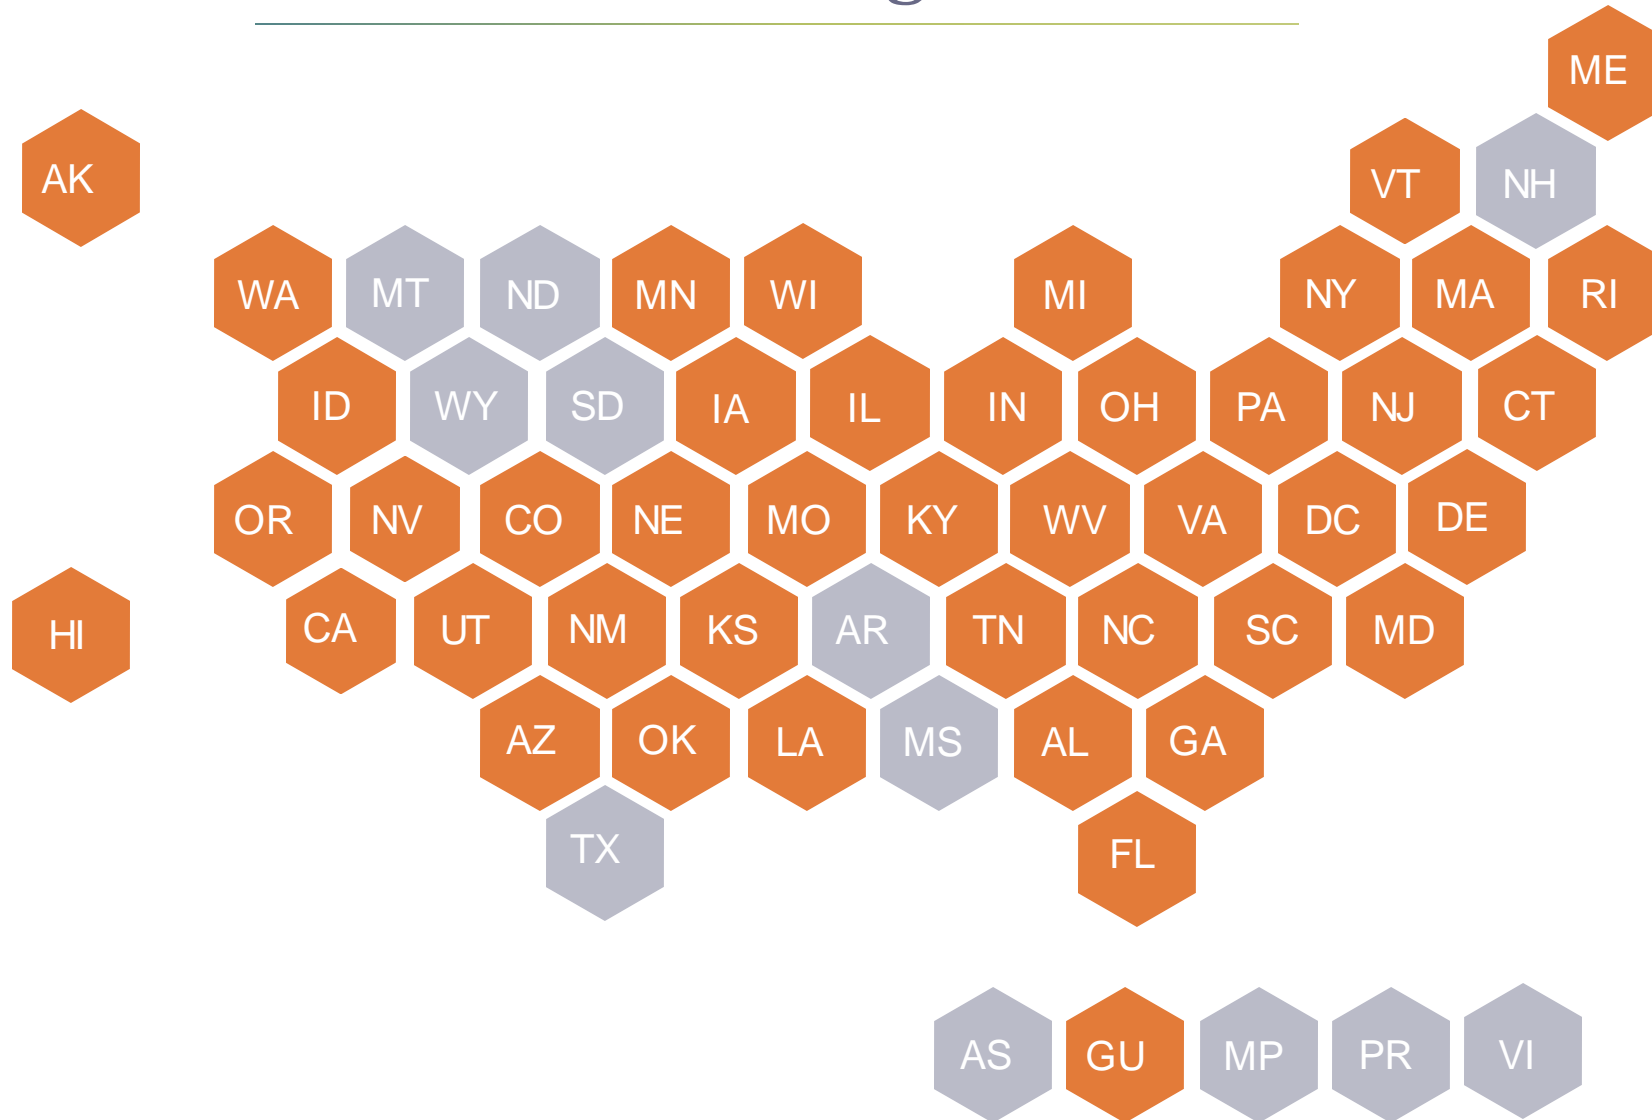 ME
AK
VT NH
WA MT ND MN WI MI NY MA RI
ID WY SD IA IL IN OH PA NJ CT
OR NV CO NE MO KY WV VA DC DE
HI CA UT NM KS AR TN NC SC MD
AZ OK LA MS AL GA
TX FL
AS GU MP PR VI